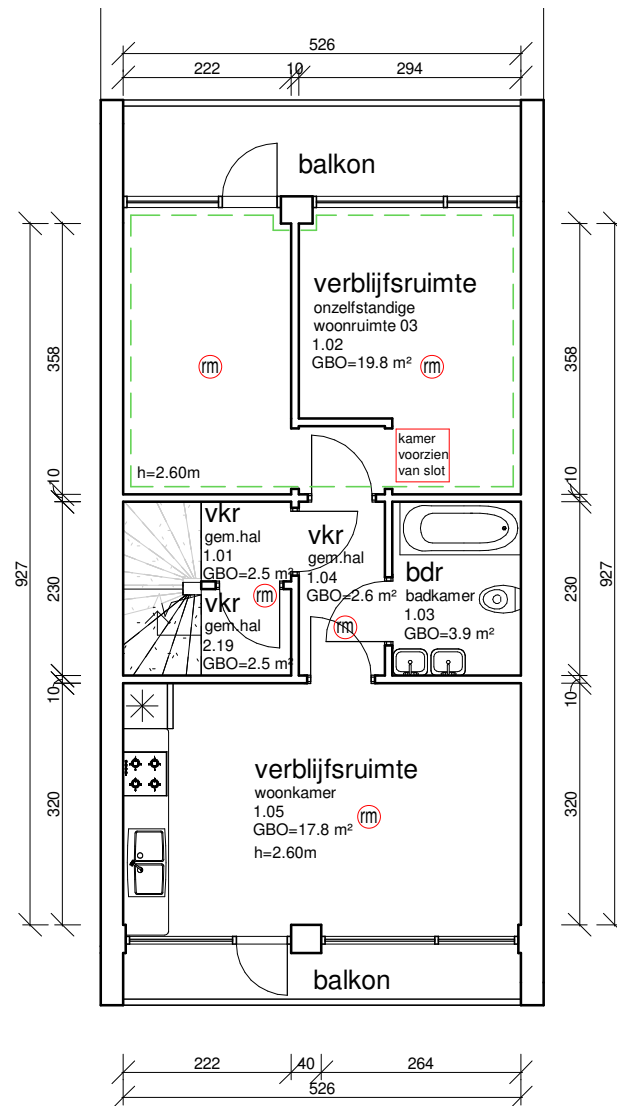 526
222
10
294
balkon
verblijfsruimte
onzelfstandige
woonruimte 03
1.02
GBO=19.8 m²
rm
rm
358
358
kamer
voorzien
van slot
h=2.60m
10
10
vkr
gem.hal
1.01
GBO=2.5 m²
vkr
gem.hal
1.04
GBO=2.6 m²
bdr
badkamer
1.03
GBO=3.9 m²
927
230
230
927
rm
vkr
gem.hal
2.19
GBO=2.5 m²
rm
10
10
verblijfsruimte
woonkamer
1.05
GBO=17.8 m²
h=2.60m
rm
320
320
balkon
222
40
264
526